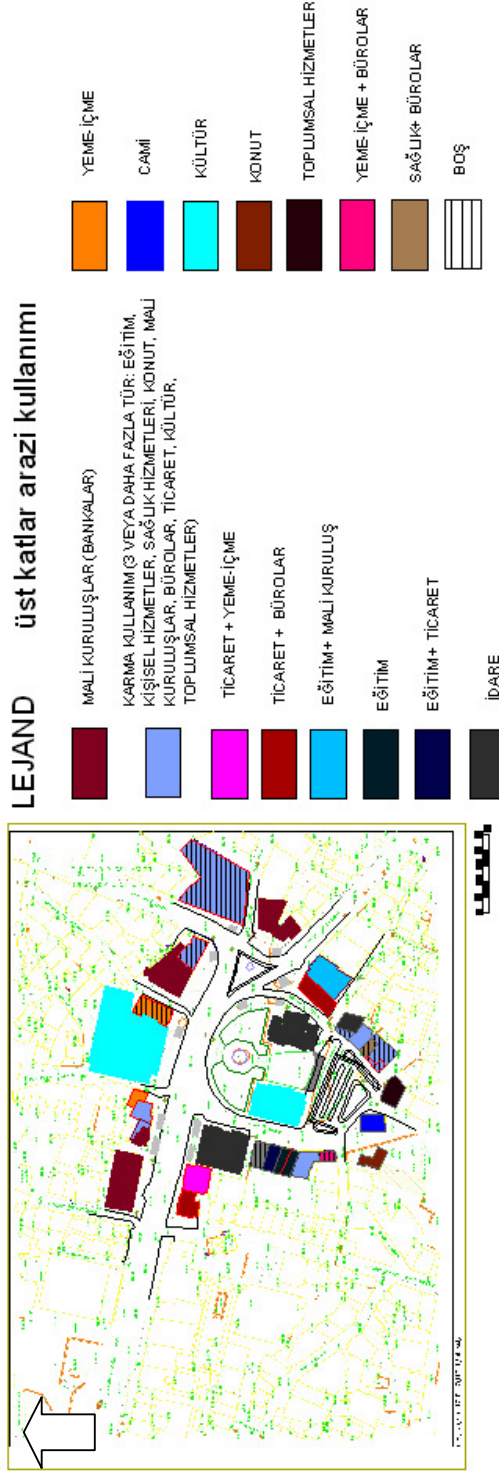 LEJAND üst katlar arazi kullanımı
MALİ KURULUŞLAR (BANKALAR)
KARMA KULLANIM(3 VEYA DAHA FAZLA TÜR: EĞİTİM,
KİŞİSEL HİZMETLER, SAĞLIK HİZMETLERİ, KONUT, MALİ
KURULUŞLAR, BÜROLAR, TİCARET, KÜLTÜR,
TOPLUMSAL HİZMETLER)
TİCARET + YEME-İÇME
TİCARET + BÜROLAR
EĞİTİM+ MALİ KURULUŞ
EĞİTİM
EĞİTİM+ TİCARET
İDARE
YEME-İÇME
CAMİ
KÜLTÜR
KONUT
TOPLUMSAL HİZMETLER
YEME-İÇME + BÜROLAR
SAĞLIK+ BÜROLAR
BOŞ